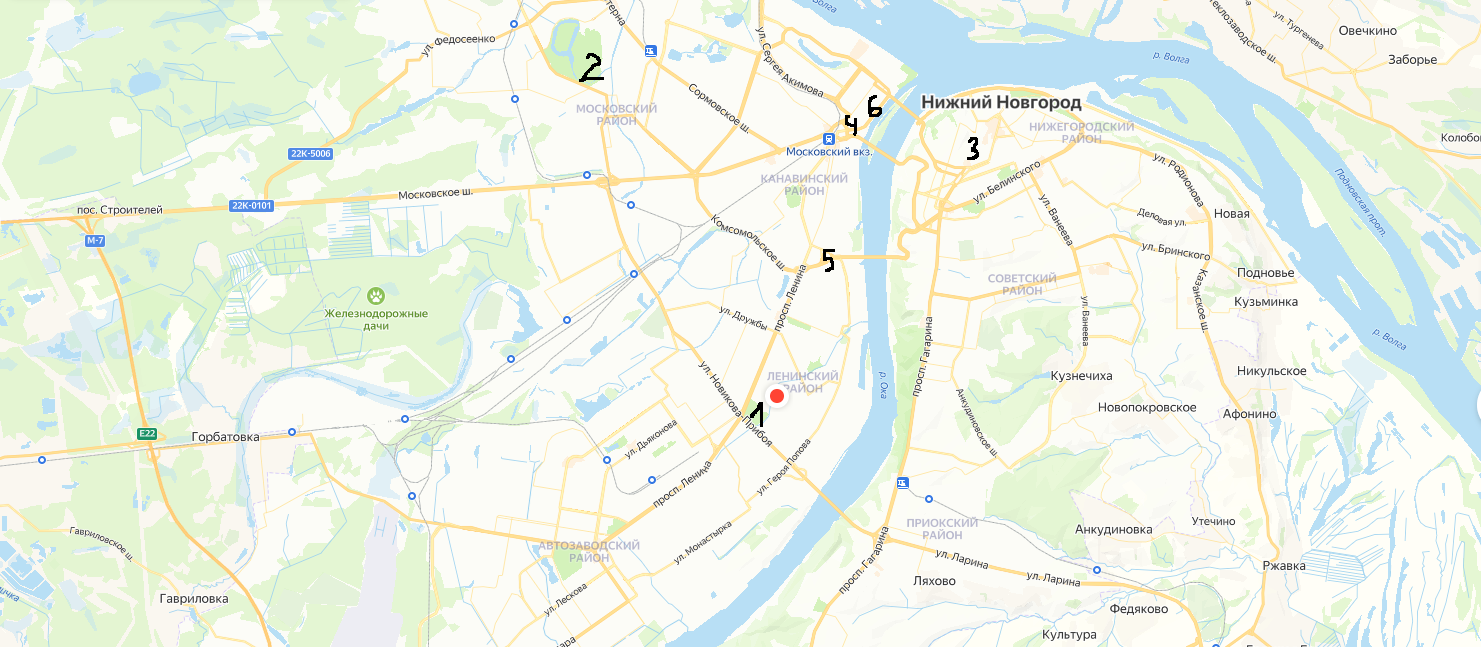 р. Волга
ул. Федосеенко
МОСКОВСКИЙ РАЙОН
2
ул. Сергея Акимова
Сормовское ш.
6
4
Московский вкз.
Нижний Новгород
НИЖЕГОРОДСКИЙ РАЙОН
3
р. Волга
ул. Тургенева
Овечкино
Заборье
22К-5006
Московское ш.
22К-0101
пос. Строителей
М-7
КАНАВИНСКИЙ РАЙОН
ул. Белинского
ул. Родионова
Подновская прот.
Деловая ул.
Новая
ул. Ванеева
ул. Бринского
Комсомольское ш.
5
просп. Ленина
СОВЕТСКИЙ РАЙОН
Подновье
Кузьминка
Казанское ш.
ул. Ванеева
Железнодорожные дачи
ул. Дружбы
просп. Гагарина
р. Волга
ЛЕНИНСКИЙ РАЙОН
1
ул. Новикова-Прибоя
р. Ока
Кузнечиха
Никульское
Новопокровское
Афонино
Анкудиновское ш.
Е22
Горбатовка
ул. Дьяконова
просп. Ленина
ул. Героя Попова
АВТОЗАВОДСКИЙ РАЙОН
ул. Монастырка
ПРИОКСКИЙ РАЙОН
Анкудиновка
Утечино
Гавриловское ш.
ул. Лескова
просп. Гагарина
ул. Ларина
ул. Ларина
Ляхово
Ржавка
Гавриловка
Федяково
Культура